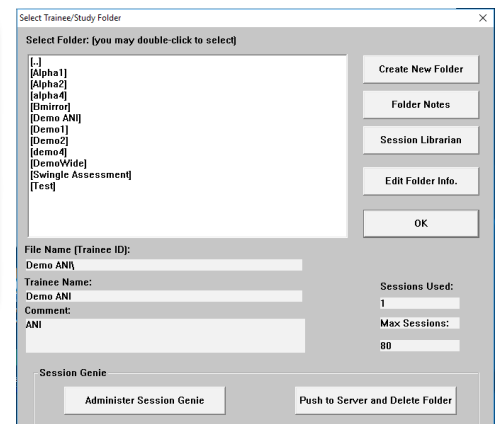 Select Trainee/Study Folder
Select Folder: (you may double-click to select)
[..]
[Alpha1]
[Alpha2]
[alpha4]
[Bmirror]
[Demo ANI]
[Demo1]
[Demo2]
[demo4]
[DemoWide]
[Swingle Assessment]
[Test]
Create New Folder
Folder Notes
Session Librarian
Edit Folder Info.
OK
File Name (Trainee ID):
Demo ANI\
Trainee Name:
Demo ANI
Comment:
ANI
Sessions Used:
1
Max Sessions:
80
Session Genie
Administer Session Genie
Push to Server and Delete Folder